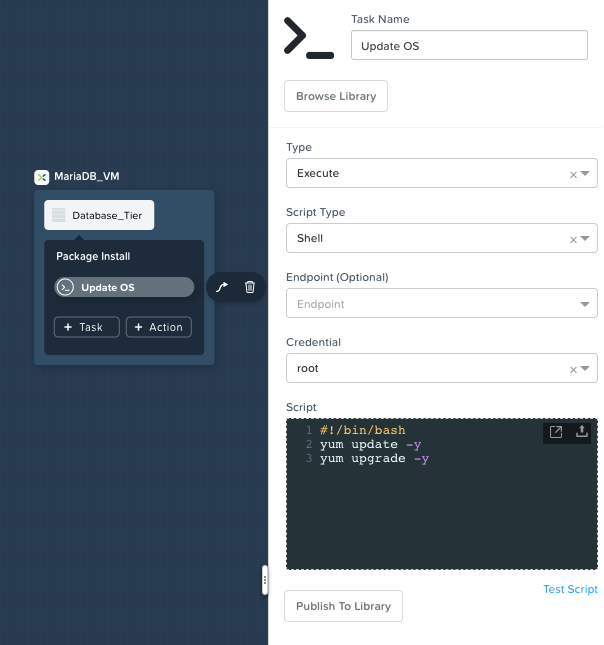 MariaDB_VM
Database_Tier
Package Install
Update OS
+ Task
+ Action
Task Name
Update OS
Browse Library
Type
Execute
Script Type
Shell
Endpoint (Optional)
Endpoint
Credential
root
Script
1 #!/bin/bash
2 yum update -y
3 yum upgrade -y
Test Script
Publish To Library